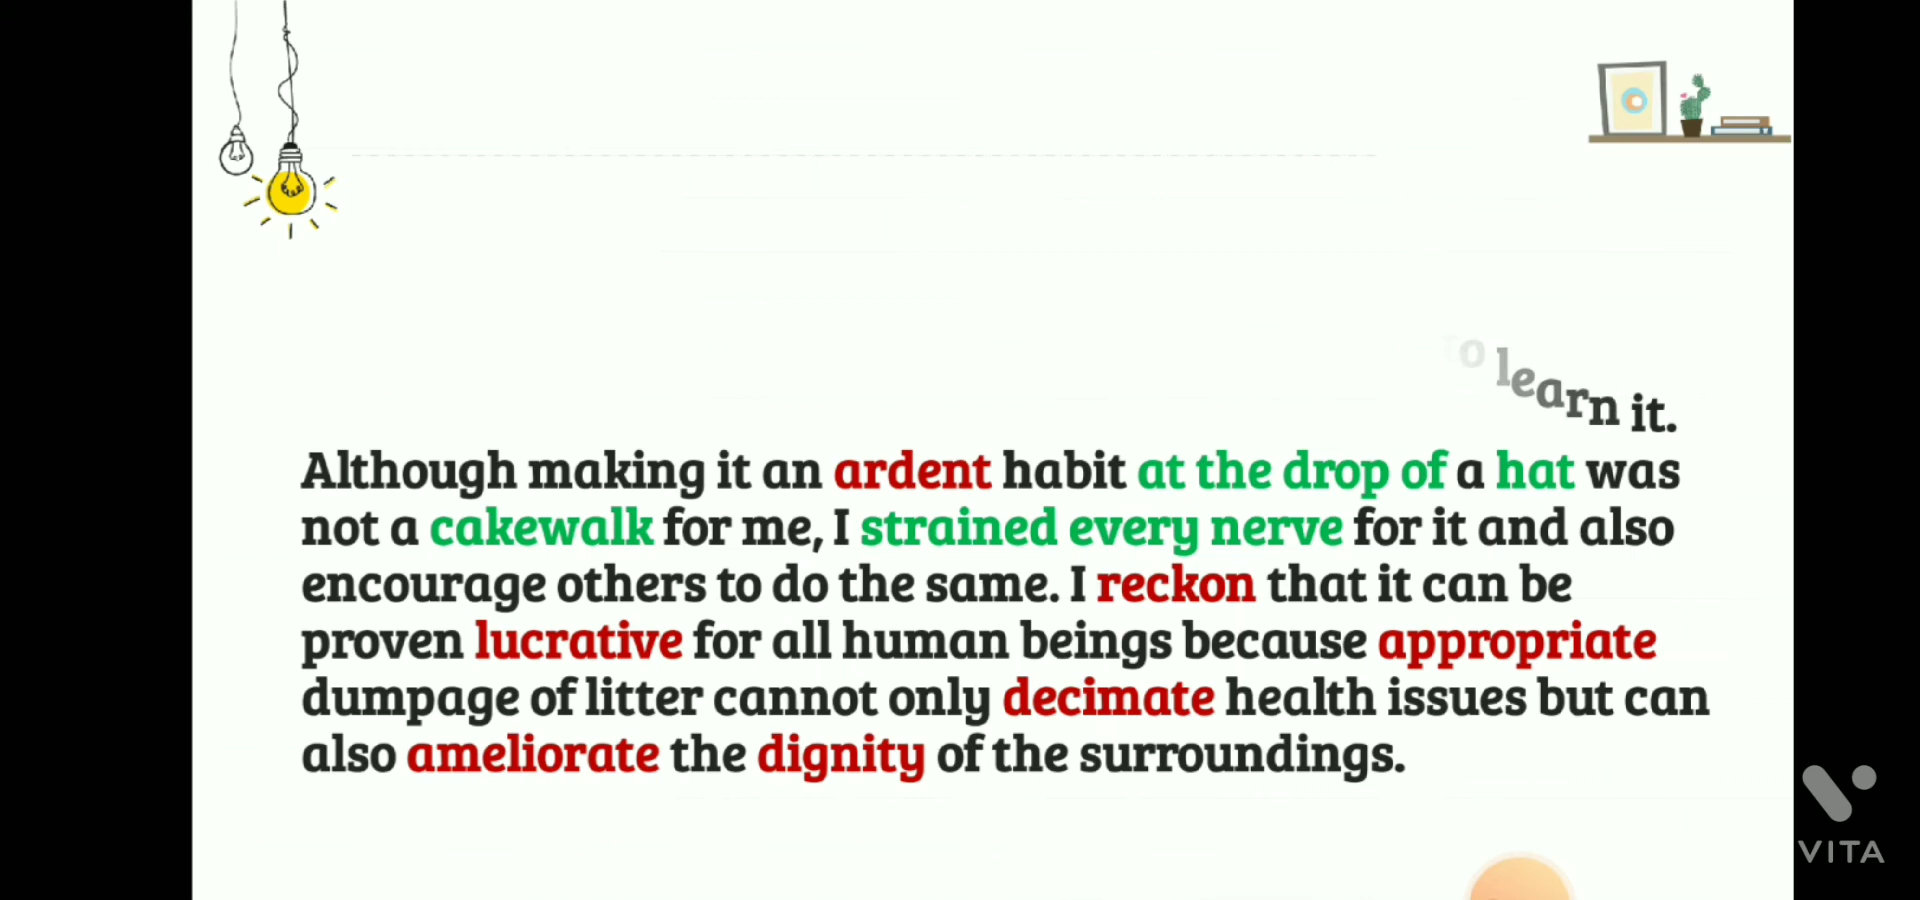 to learn it.
Although making it an ardent habit at the drop of a hat was
not a cakewalk for me, I strained every nerve for it and also
encourage others to do the same. I reckon that it can be
proven lucrative for all human beings because appropriate
dumpage of litter cannot only decimate health issues but can
also ameliorate the dignity of the surroundings.
VITA